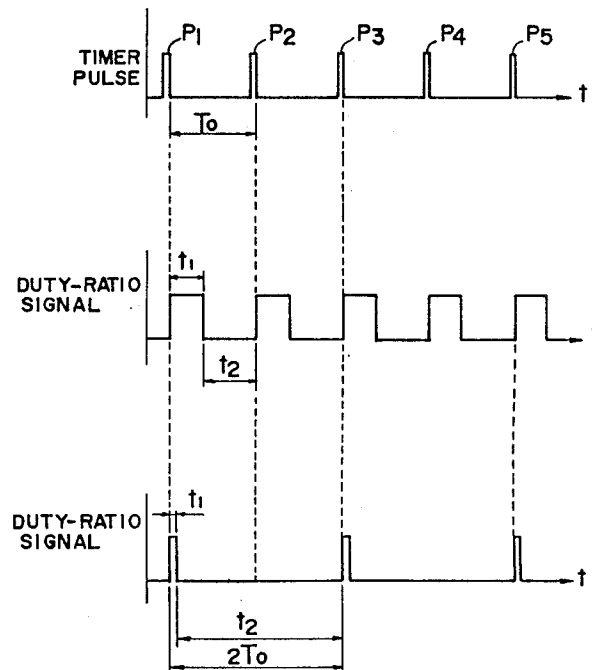 P1 P2 P3 P4 P5
TIMER
PULSE
t
To
t1
DUTY-RATIO
SIGNAL
t2
t1
DUTY-RATIO
SIGNAL
t
t2
2To